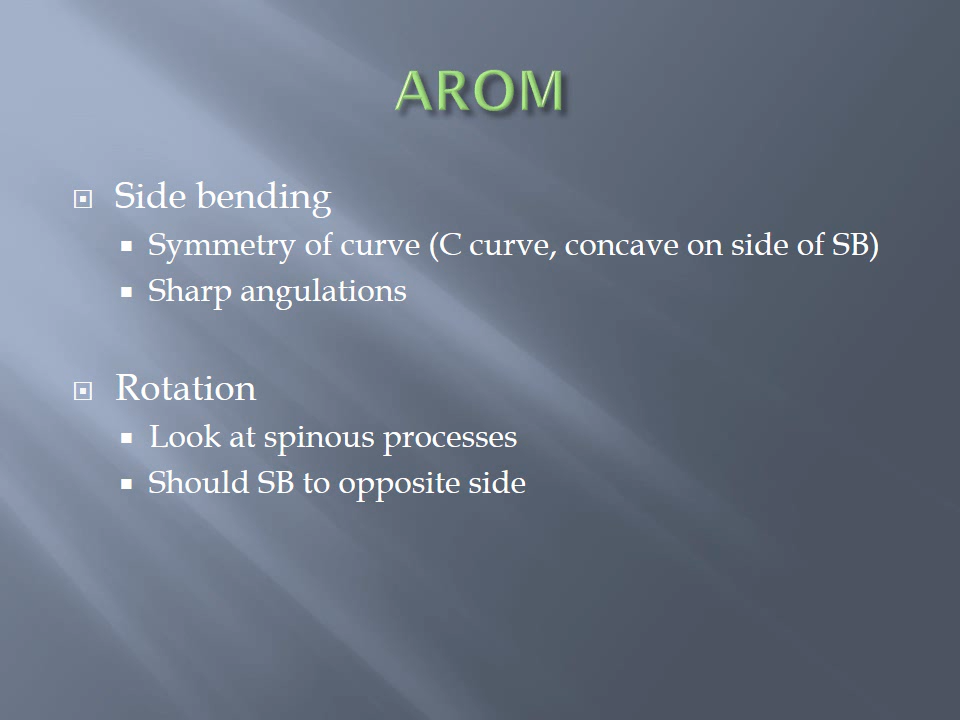 AROM
Side bending
Symmetry of curve (C curve, concave on side of SB)
Sharp angulations
Rotation
Look at spinous processes
Should SB to opposite side